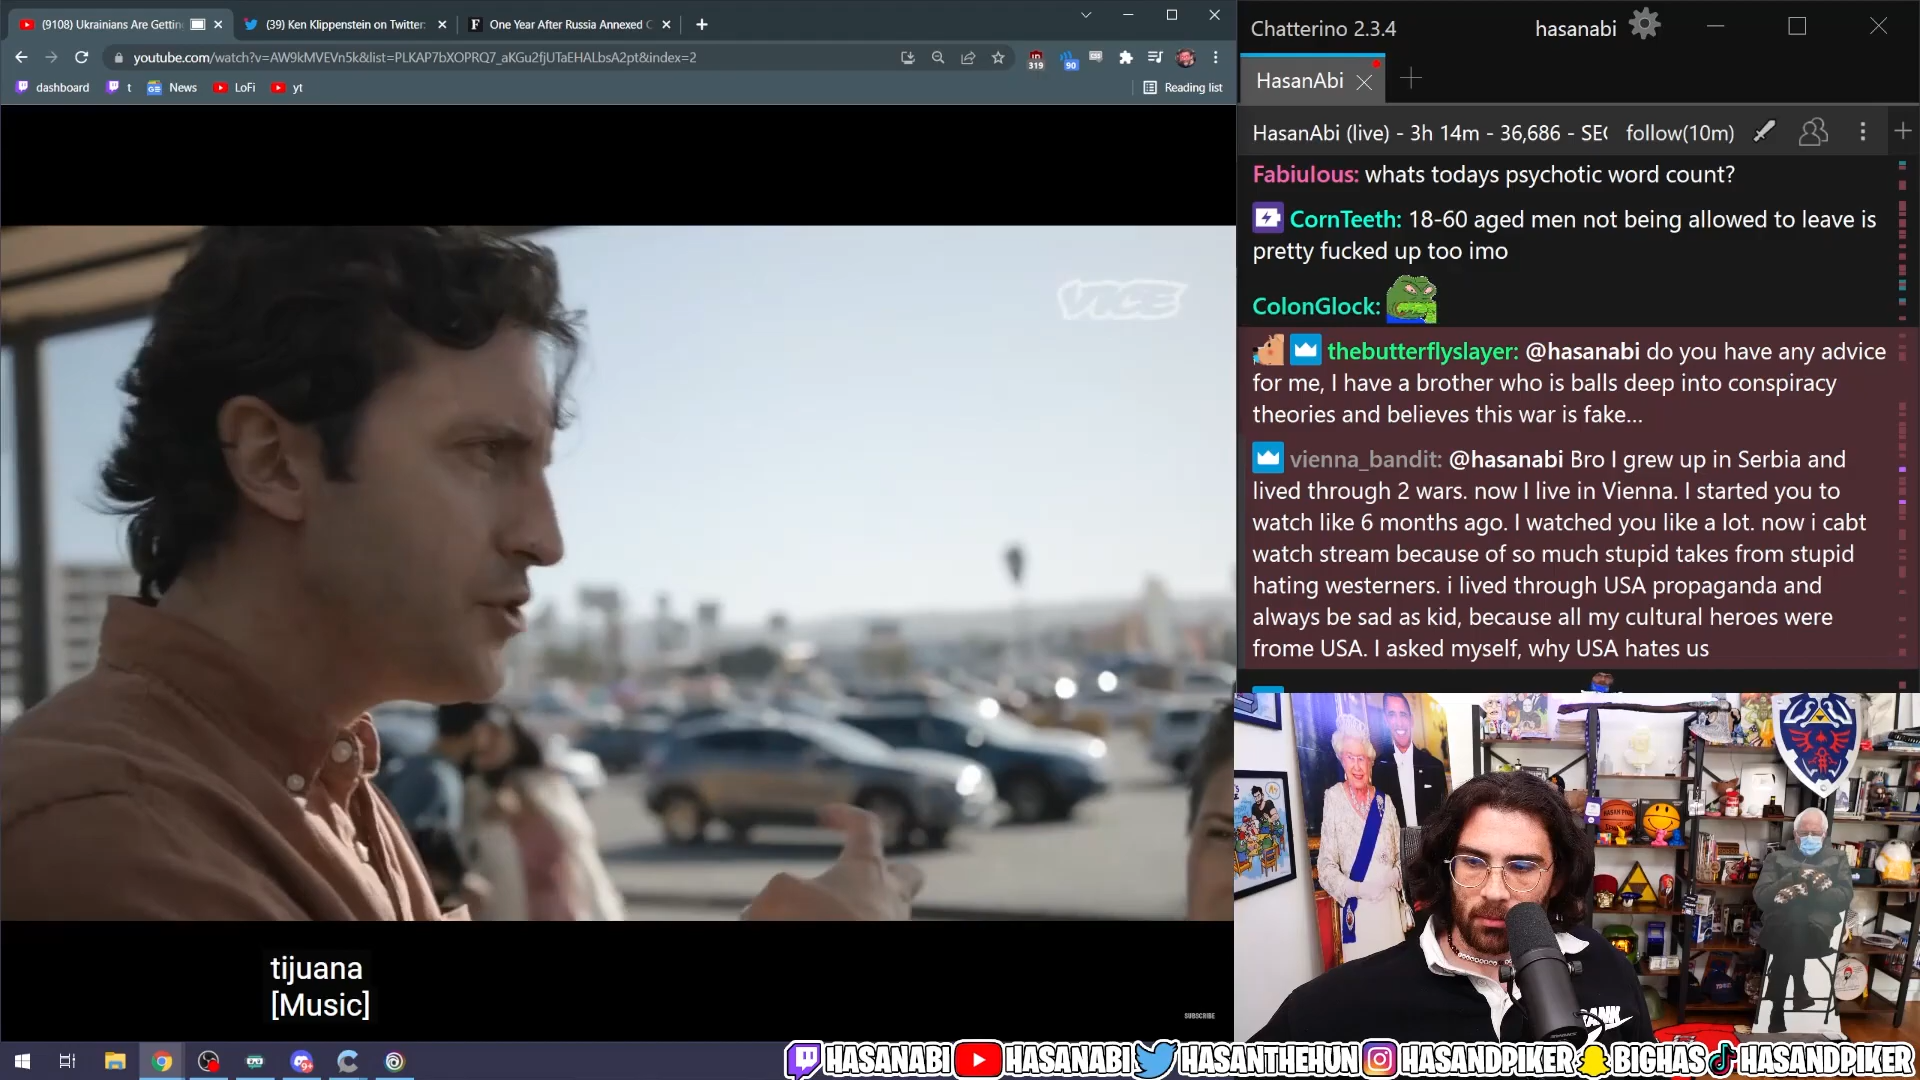 (9108) Ukrainians Are Gettin
(39) Ken Klippenstein on Twitter:
One Year After Russia Annexed C
youtube.com/watch?v=AW9kMVEVn5k&list=PLKAP7bXOPRQ7_aKGu2fjUTaEHALbsA2pt&index=2
319
90
dashboard
t
News
LoFi
yt
Reading list
VICE
tijuana
[Music]
SUBSCRIBE
Chatterino 2.3.4
hasanabi
HasanAbi
HasanAbi (live) - 3h 14m - 36,686 - SE
follow(10m)
Fabiulous: whats todays psychotic word count?
CornTeeth: 18-60 aged men not being allowed to leave is
pretty fucked up too imo
ColonGlock:
thebutterflyslayer: @hasanabi do you have any advice
for me, I have a brother who is balls deep into conspiracy
theories and believes this war is fake...
vienna_bandit: @hasanabi Bro I grew up in Serbia and
lived through 2 wars. now I live in Vienna. I started you to
watch like 6 months ago. I watched you like a lot. now i cabt
watch stream because of so much stupid takes from stupid
hating westerners. i lived through USA propaganda and
always be sad as kid, because all my cultural heroes were
frome USA. I asked myself, why USA hates us
HASANABI
HASANABI
HASANTHEHUN
HASANDPIKER
BIGHAS
HASANDPIKER